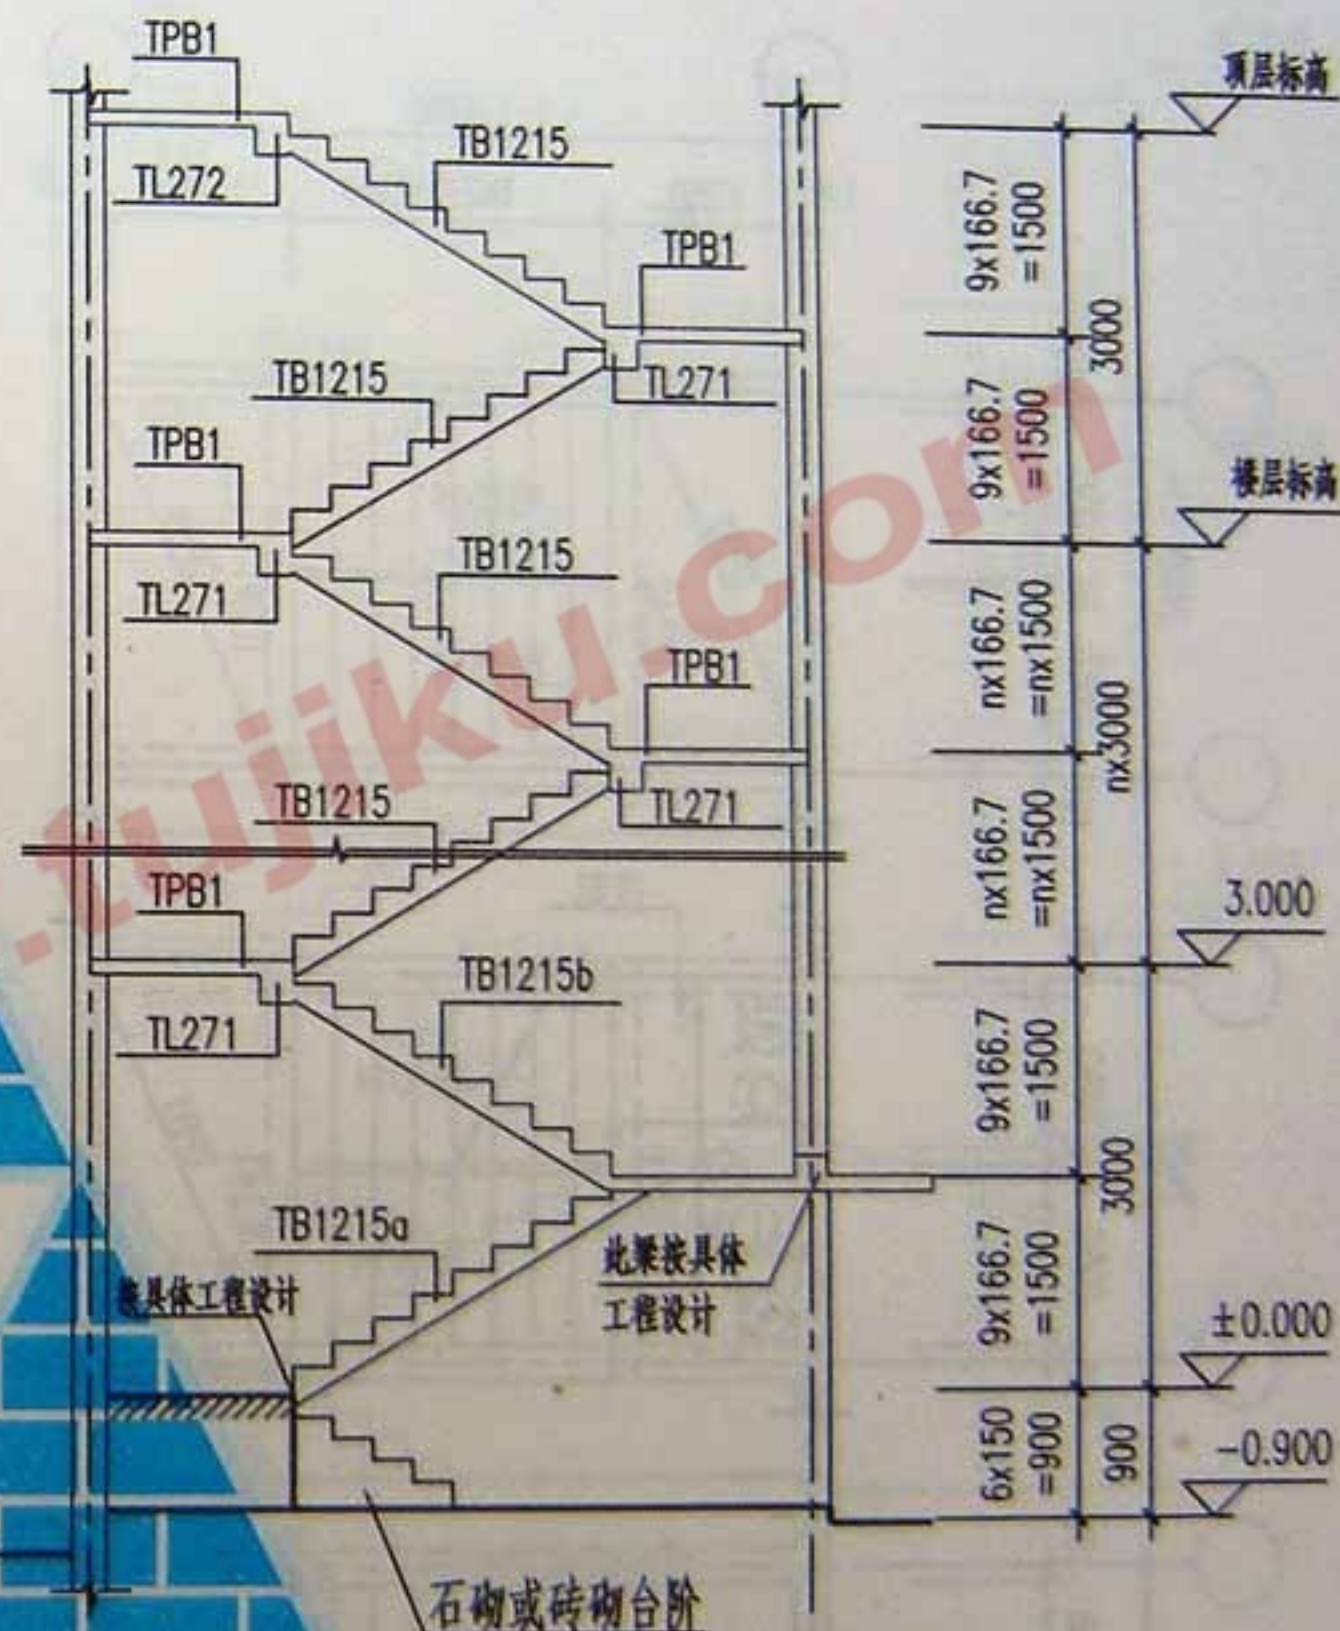 TPB1
顶层标高
TB1215
TL272
9x166.7
=1500
TPB1
3000
TB1215
TL271
9x166.7
=1500
TPB1
楼层标高
TB1215
TL271
nx166.7
=nx1500
TPB1
nx3000
TB1215
TL271
nx166.7
=nx1500
TPB1
3.000
TB1215b
TL271
9x166.7
=1500
3000
TB1215a
此梁按具体
工程设计
按具体工程设计
9x166.7
=1500
±0.000
6x150
=900
900
-0.900
石砌或砖砌台阶
.tujiku.com